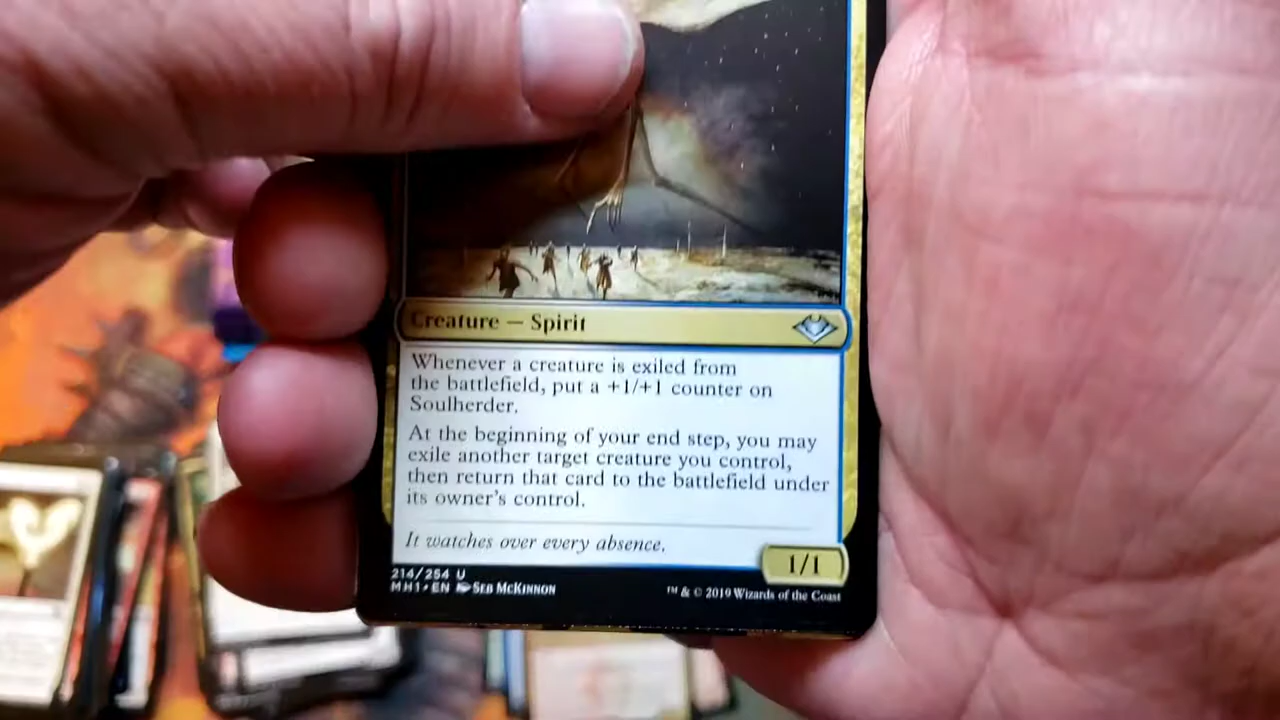 Creature — Spirit
Whenever a creature is exiled from
the battlefield, put a +1/+1 counter on
Soulherder.
At the beginning of your end step, you may
exile another target creature you control,
then return that card to the battlefield under
its owner's control.
It watches over every absence.
1/1
214/254 U
MH1 • EN SEB MCKINNON
™ & © 2019 Wizards of the Coast